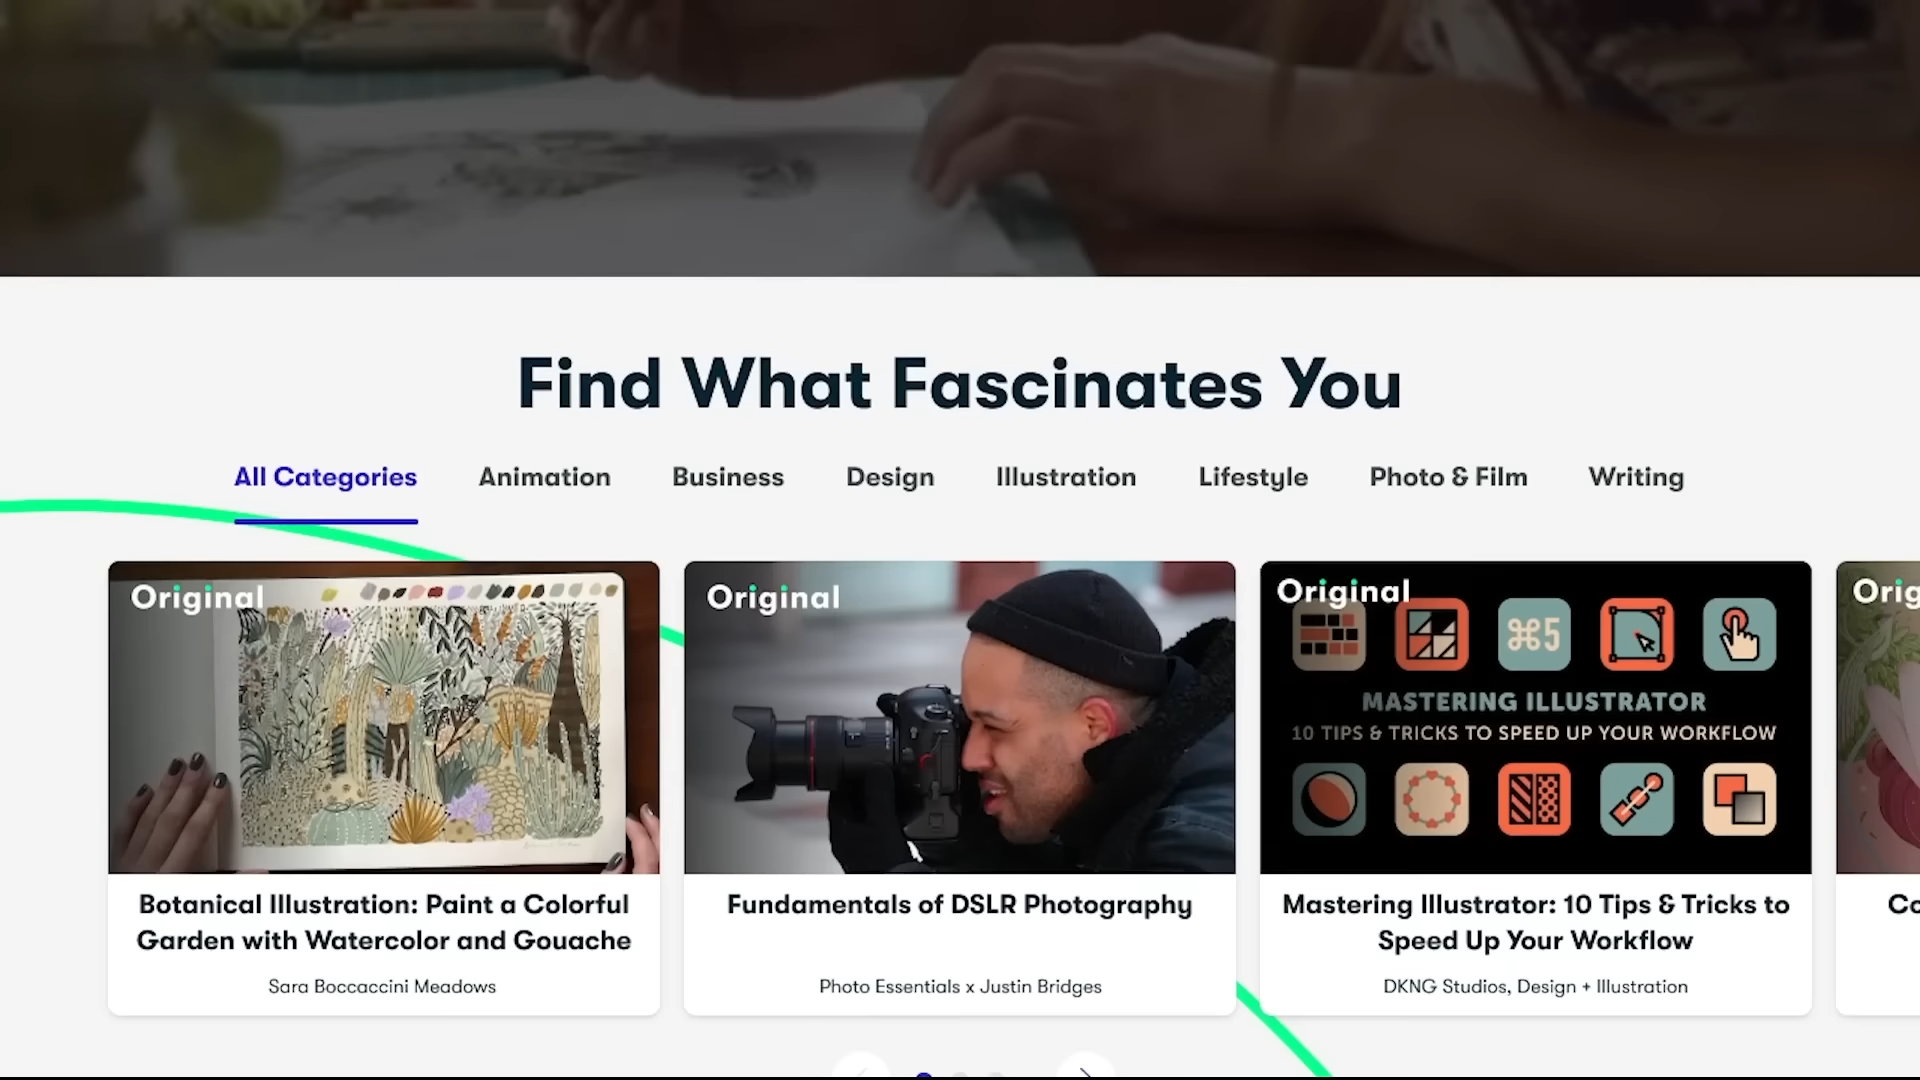 Find What Fascinates You
All Categories Animation Business Design Illustration Lifestyle Photo & Film Writing
Original
Original
Original
⌘5
MASTERING ILLUSTRATOR
10 TIPS & TRICKS TO SPEED UP YOUR WORKFLOW
Botanical Illustration: Paint a Colorful
Garden with Watercolor and Gouache
Sara Boccaccini Meadows
Fundamentals of DSLR Photography
Photo Essentials x Justin Bridges
Mastering Illustrator: 10 Tips & Tricks to
Speed Up Your Workflow
DKNG Studios, Design + Illustration